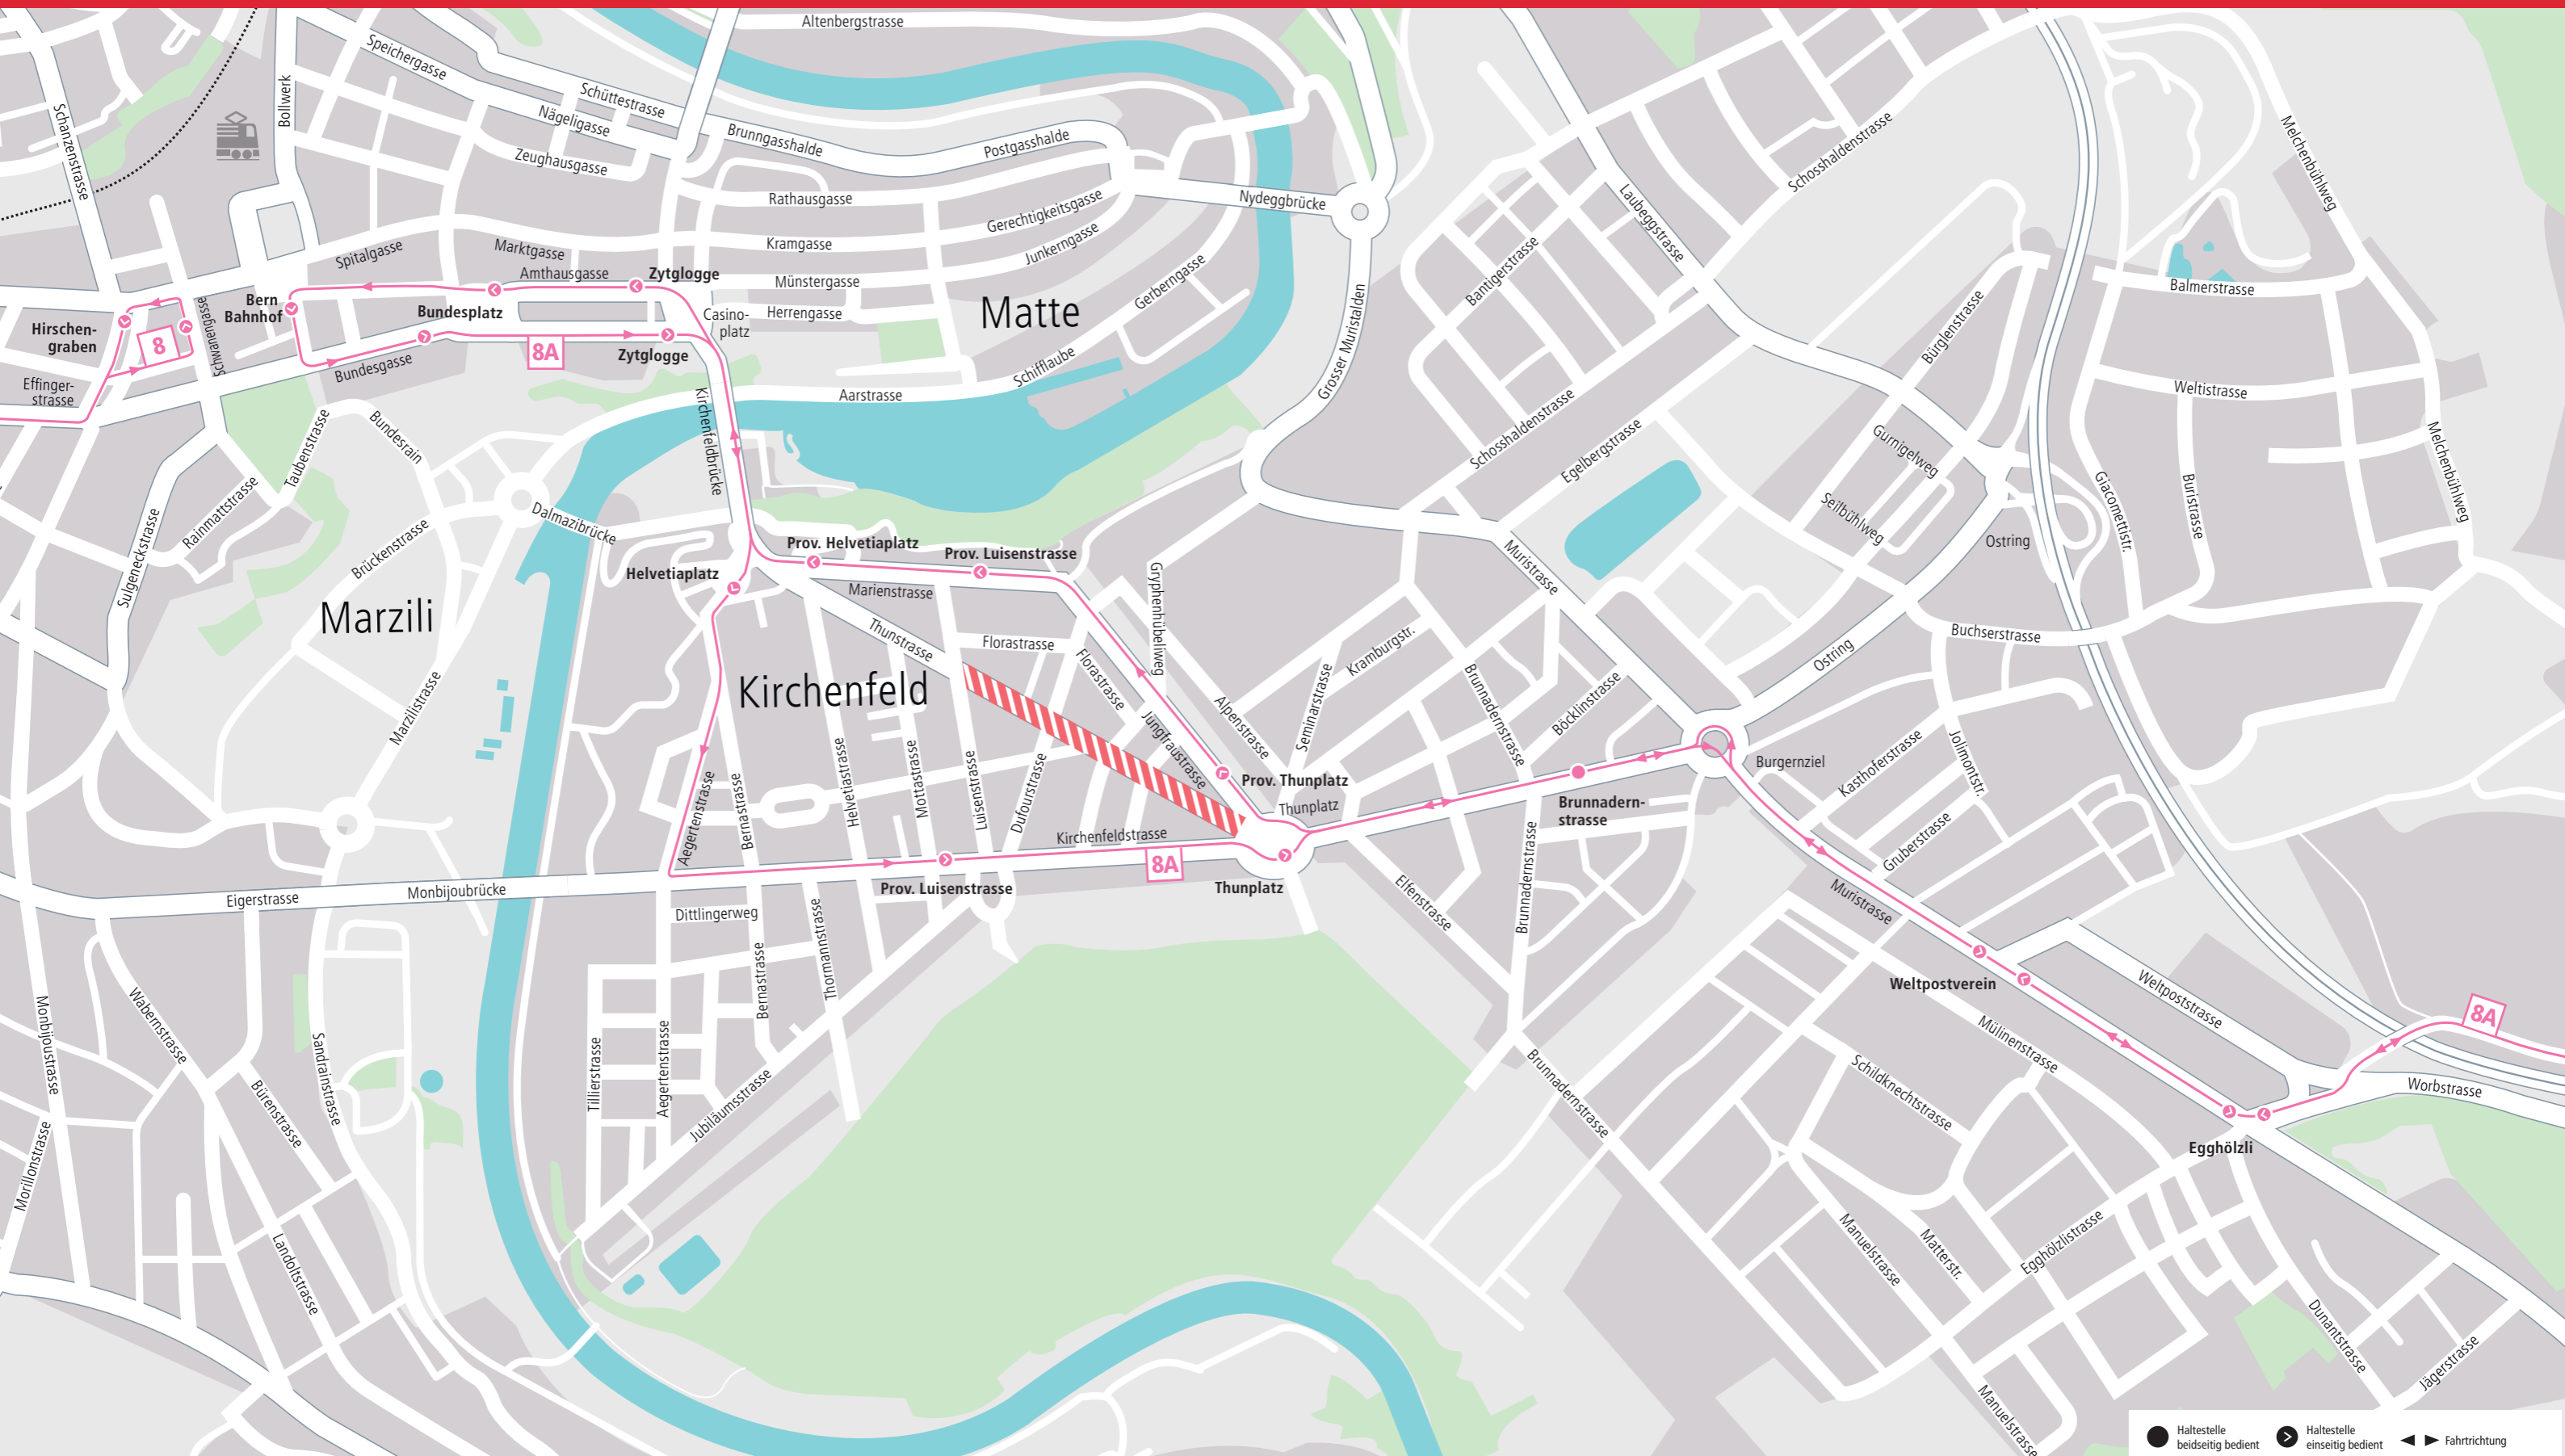 Altenbergstrasse
Speichergasse
Bollwerk
Schanzenstrasse
Schüttestrasse
Nägeligasse
Zeughausgasse
Brunngasshalde
Postgasshalde
Rathausgasse
Gerechtigkeitsgasse
Nydeggbrücke
Laubeggstrasse
Schosshaldenstrasse
Melchenbühlweg
Spitalgasse
Marktgasse
Kramgasse
Junkerngasse
Amthausgasse
Zytglogge
Münstergasse
Gerberngasse
Bantigerstrasse
Balmerstrasse
Bern
Bahnhof
Bundesplatz
Casino-
platz
Herrengasse
Matte
Hirschen-
graben
8
Schwanengasse
8A
Zytglogge
Bundesgasse
Grosser Muristalden
Bürglenstrasse
Effinger-
strasse
Schifflaube
Aarstrasse
Weltistrasse
Kirchenfeldbrücke
Taubenstrasse
Bundesrain
Schosshaldenstrasse
Egelbergstrasse
Gurnigelweg
Melchenbühlweg
Rainmattstrasse
Sulgeneckstrasse
Dalmazibrücke
Brückenstrasse
Seilbühlweg
Giacomettistr.
Buristrasse
Ostring
Prov. Helvetiaplatz
Prov. Luisenstrasse
Helvetiaplatz
Marienstrasse
Muristrasse
Gryphenhübeliweg
Marzili
Thunstrasse
Florastrasse
Florastrasse
Kramburgstr.
Buchserstrasse
Ostring
Kirchenfeld
Marzilistrasse
Jungfraustrasse
Alpenstrasse
Seminarstrasse
Brunnadernstrasse
Böcklinstrasse
Aegertenstrasse
Bernastrasse
Helvetiastrasse
Mottastrasse
Luisenstrasse
Dufourstrasse
Prov. Thunplatz
Thunplatz
Burgernziel
Kasthoferstrasse
Jolimontstr.
Brunnadern-
strasse
Kirchenfeldstrasse
8A
Gruberstrasse
Eigerstrasse
Monbijoubrücke
Prov. Luisenstrasse
Thunplatz
Elfenstrasse
Brunnadernstrasse
Muristrasse
Dittlingerweg
Bernastrasse
Thormannstrasse
Weltpostverein
Weltpoststrasse
8A
Monbijoustrasse
Wabernstrasse
Sandrainstrasse
Bürenstrasse
Tillierstrasse
Aegertenstrasse
Jubiläumsstrasse
Brunnadernstrasse
Schildknechtstrasse
Mülinenstrasse
Worbstrasse
Egghölzli
Morillonstrasse
Landoltstrasse
Manuelstrasse
Matterstr.
Egghölzlistrasse
Dunantstrasse
Jägerstrasse
Manuelstrasse
Haltestelle
beidseitig bedient
Haltestelle
einseitig bedient
Fahrtrichtung